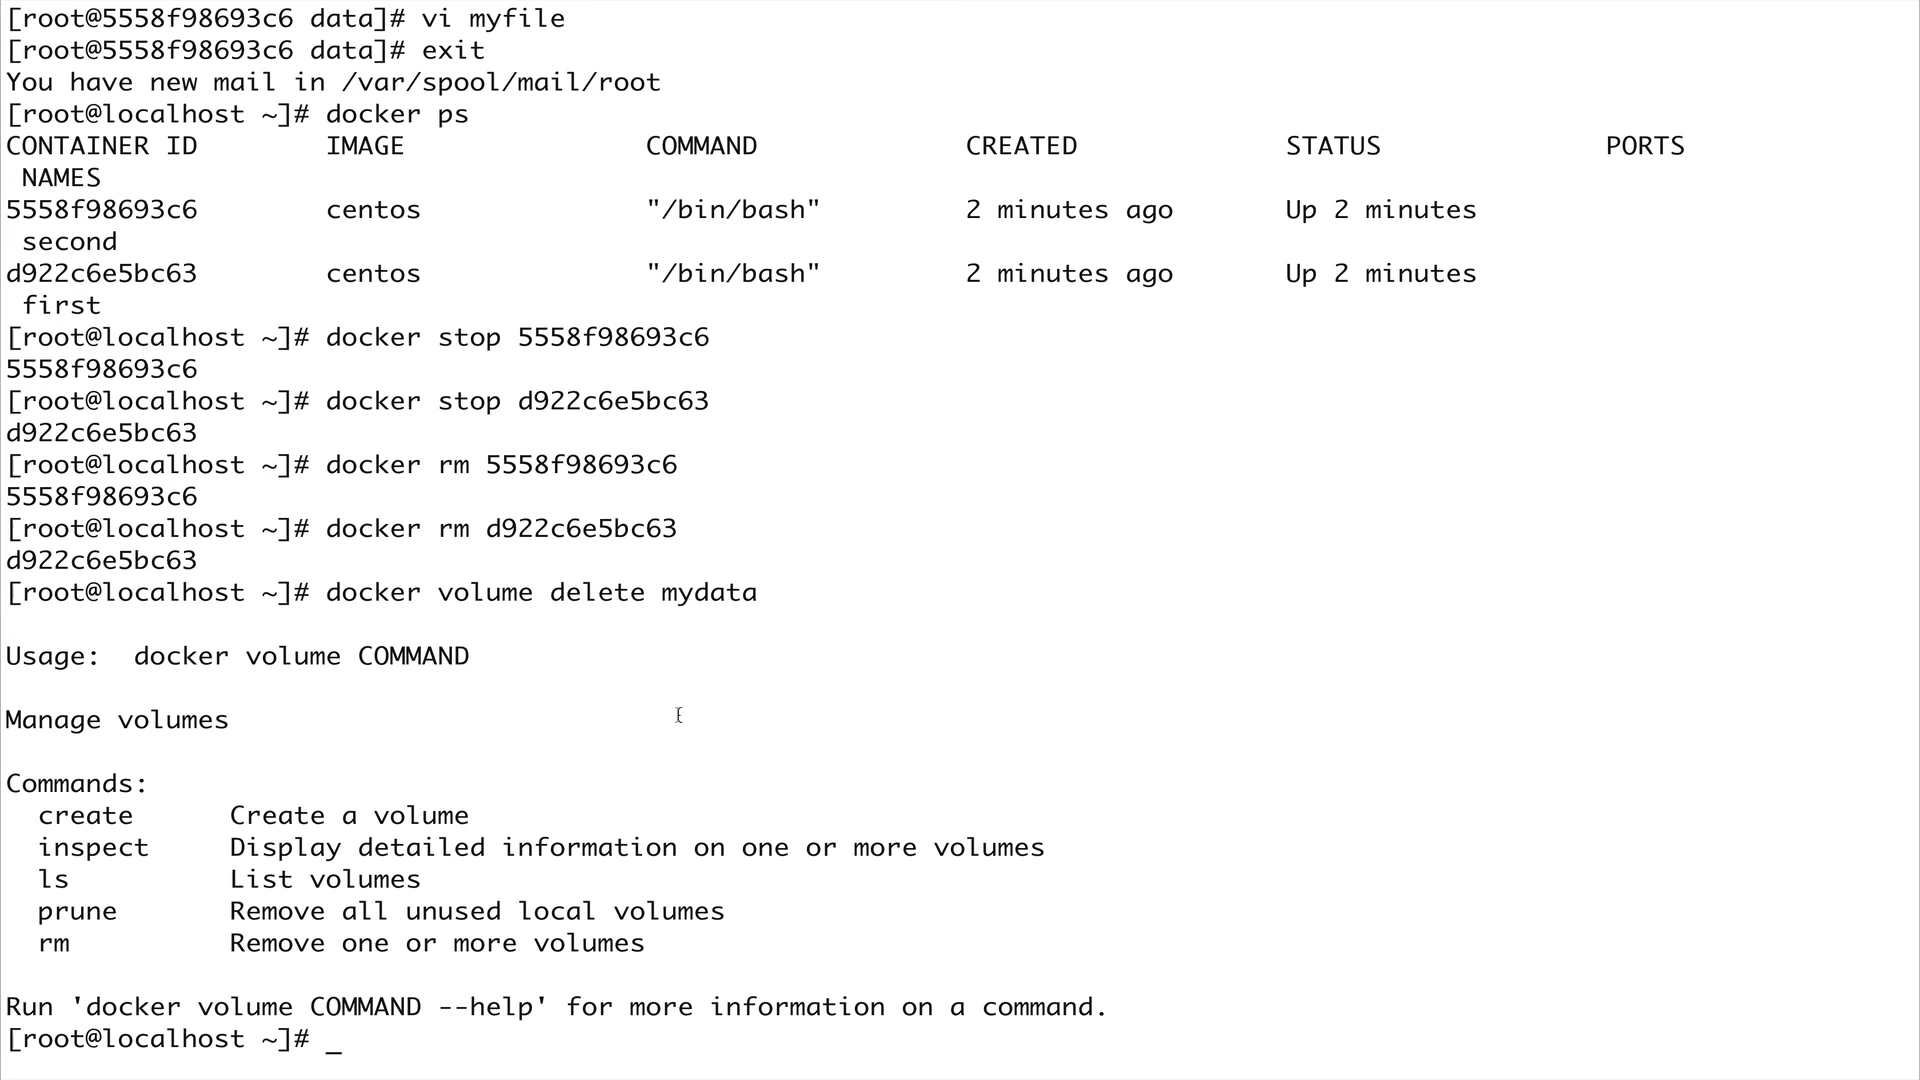 [root@5558f98693c6 data]# vi myfile
[root@5558f98693c6 data]# exit
You have new mail in /var/spool/mail/root
[root@localhost ~]# docker ps
CONTAINER ID        IMAGE               COMMAND             CREATED             STATUS              PORTS
 NAMES
5558f98693c6        centos              "/bin/bash"         2 minutes ago       Up 2 minutes
 second
d922c6e5bc63        centos              "/bin/bash"         2 minutes ago       Up 2 minutes
 first
[root@localhost ~]# docker stop 5558f98693c6
5558f98693c6
[root@localhost ~]# docker stop d922c6e5bc63
d922c6e5bc63
[root@localhost ~]# docker rm 5558f98693c6
5558f98693c6
[root@localhost ~]# docker rm d922c6e5bc63
d922c6e5bc63
[root@localhost ~]# docker volume delete mydata

Usage:  docker volume COMMAND

Manage volumes

Commands:
  create      Create a volume
  inspect     Display detailed information on one or more volumes
  ls          List volumes
  prune       Remove all unused local volumes
  rm          Remove one or more volumes

Run 'docker volume COMMAND --help' for more information on a command.
[root@localhost ~]# _